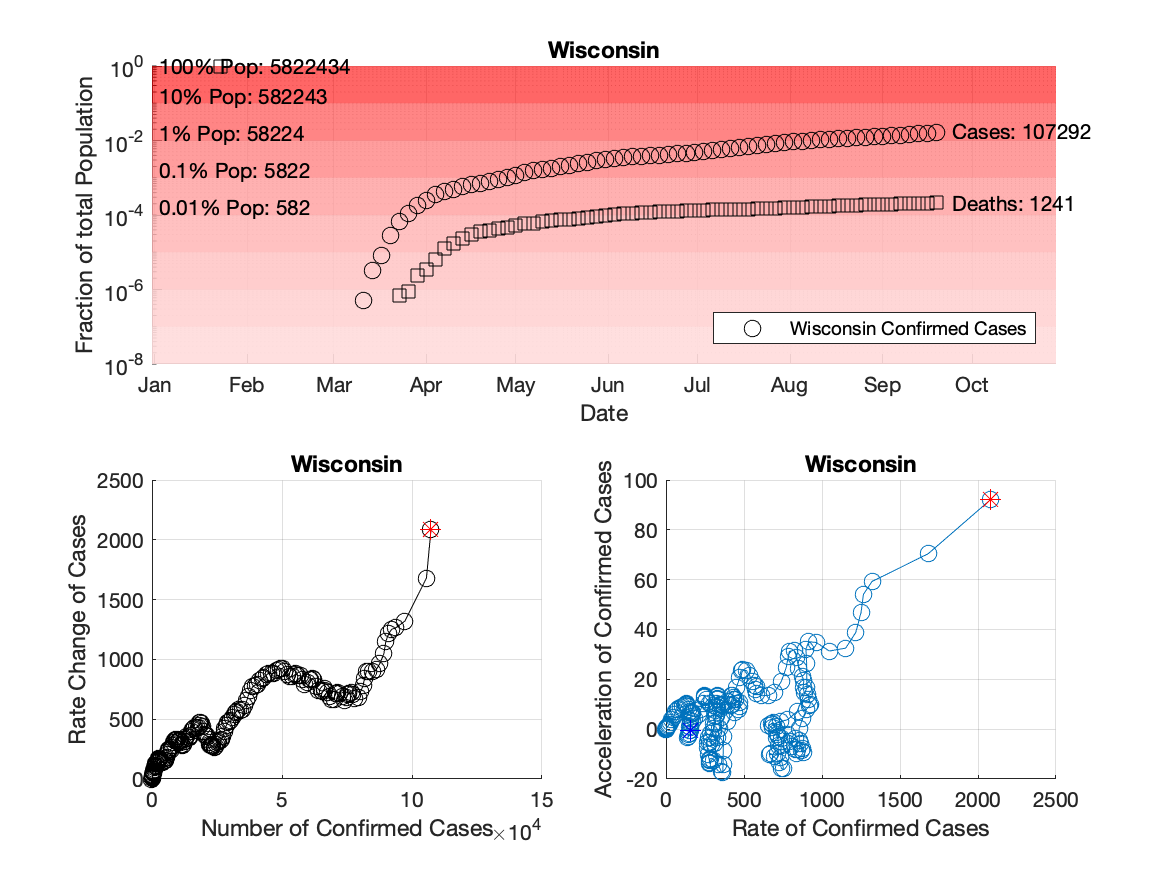 Wisconsin
10^0
10^-2
10^-4
10^-6
10^-8
Fraction of total Population
100% Pop: 5822434
10% Pop: 582243
1% Pop: 58224
0.1% Pop: 5822
0.01% Pop: 582
Cases: 107292
Deaths: 1241
Wisconsin Confirmed Cases
Jan Feb Mar Apr May Jun Jul Aug Sep Oct
Date
Wisconsin
2500
2000
1500
1000
500
0
Rate Change of Cases
0 5 10 15
Number of Confirmed Cases ×10^4
Wisconsin
100
80
60
40
20
0
-20
Acceleration of Confirmed Cases
0 500 1000 1500 2000 2500
Rate of Confirmed Cases